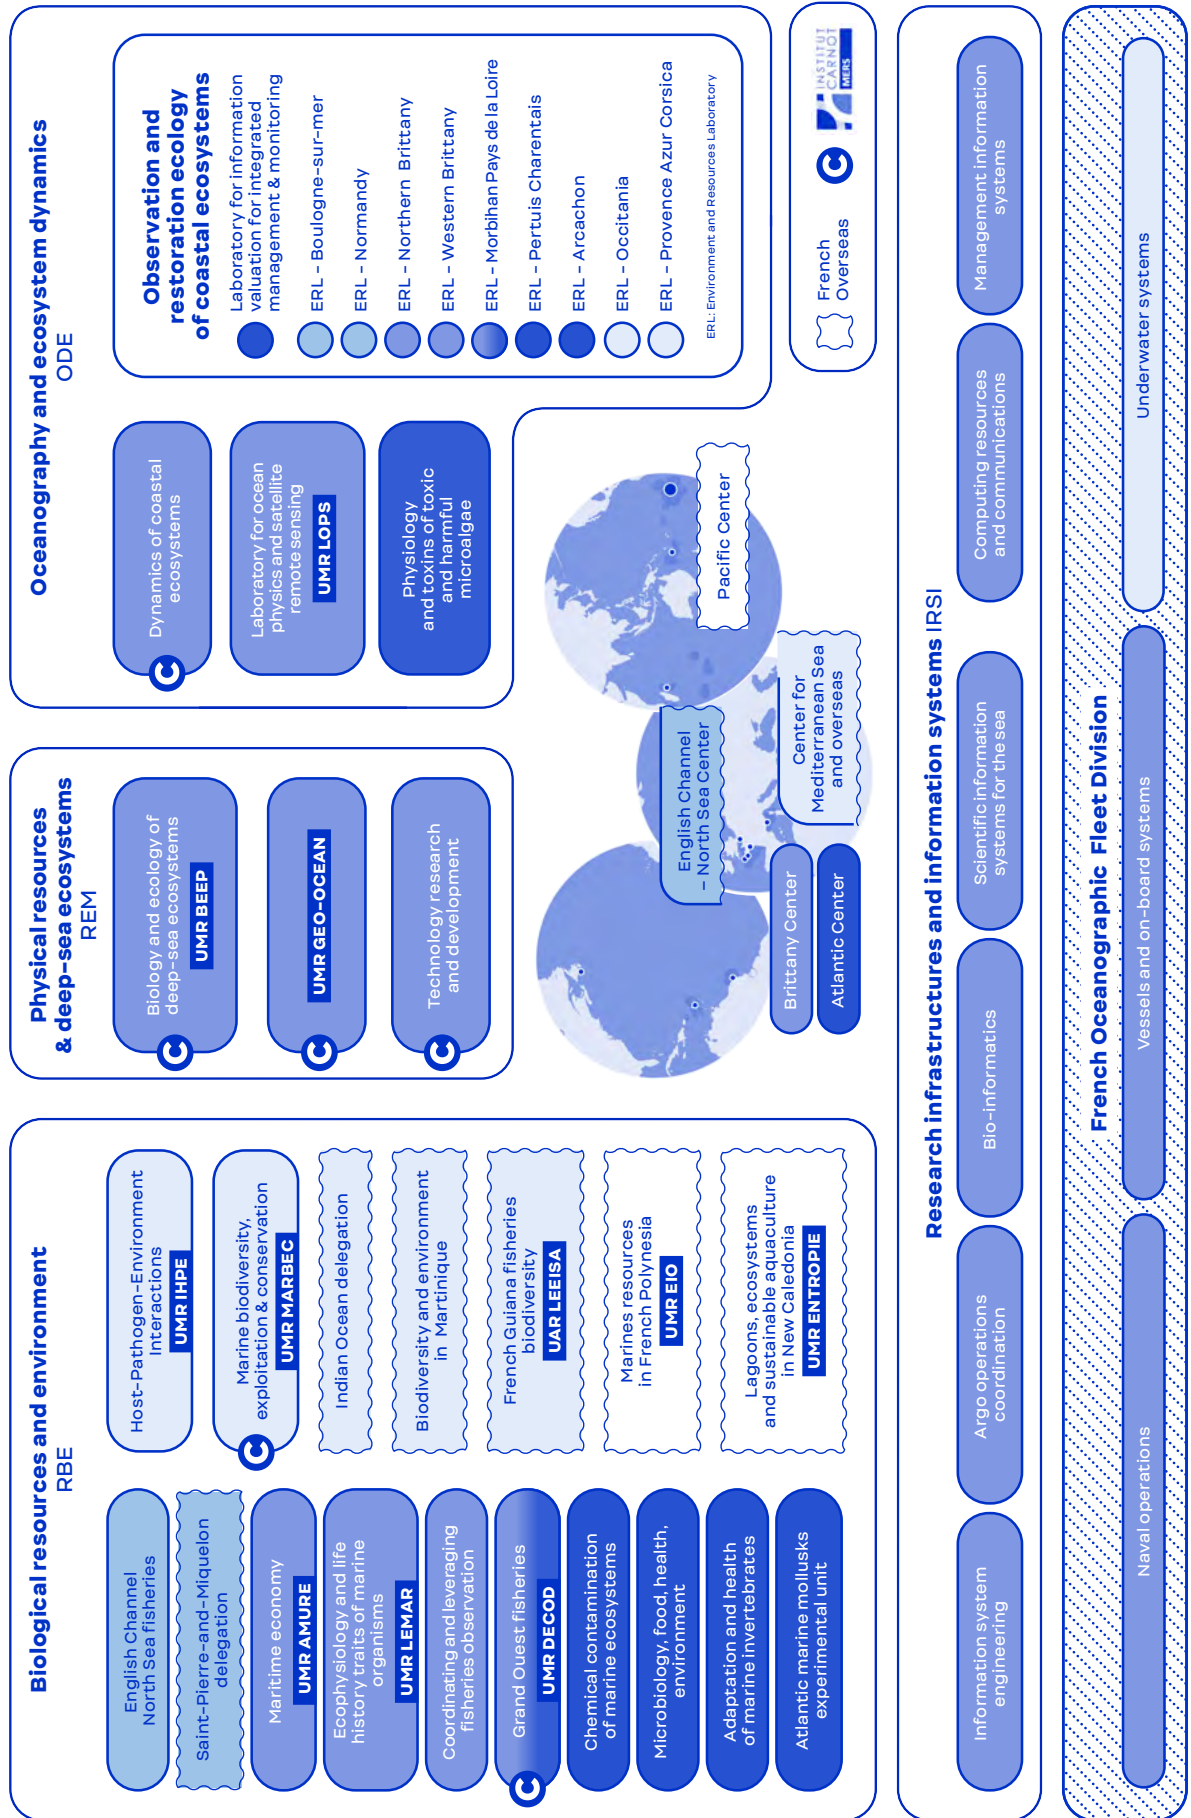 Biological resources and environment
RBE
English Channel
North Sea fisheries
Saint-Pierre-and-Miquelon
delegation
Maritime economy
UMR AMURE
Ecophysiology and life
history traits of marine
organisms
UMR LEMAR
Coordinating and leveraging
fisheries observation
Grand Ouest fisheries
UMR DECOD
Chemical contamination
of marine ecosystems
Microbiology, food, health,
environment
Adaptation and health
of marine invertebrates
Atlantic marine mollusks
experimental unit
Host-Pathogen-Environment
Interactions
UMR IHPE
Marine biodiversity,
exploitation & conservation
UMR MARBEC
Indian Ocean delegation
Biodiversity and environment
in Martinique
French Guiana fisheries
biodiversity
UAR LEEISA
Marines resources
in French Polynesia
UMR EIO
Lagoons, ecosystems
and sustainable aquaculture
in New Caledonia
UMR ENTROPIE
Physical resources
& deep-sea ecosystems
REM
Biology and ecology of
deep-sea ecosystems
UMR BEEP
UMR GEO-OCEAN
Technology research
and development
Oceanography and ecosystem dynamics
ODE
Dynamics of coastal
ecosystems
Laboratory for ocean
physics and satellite
remote sensing
UMR LOPS
Physiology
and toxins of toxic
and harmful
microalgae
Observation and
restoration ecology
of coastal ecosystems
Laboratory for information
valuation for integrated
management & monitoring
ERL - Boulogne-sur-mer
ERL - Normandy
ERL - Northern Brittany
ERL - Western Brittany
ERL - Morbihan Pays de la Loire
ERL - Pertuis Charentais
ERL - Arcachon
ERL - Occitania
ERL - Provence Azur Corsica
ERL: Environment and Resources Laboratory
Brittany Center
Atlantic Center
English Channel
– North Sea Center
Center for
Mediterranean Sea
and overseas
Pacific Center
French
Overseas
INSTITUT
CARNOT
MERS
Research infrastructures and information systems IRSI
Information system
engineering
Argo operations
coordination
Bio-informatics
Scientific information
systems for the sea
Computing resources
and communications
Management information
systems
French Oceanographic Fleet Division
Naval operations
Vessels and on-board systems
Underwater systems